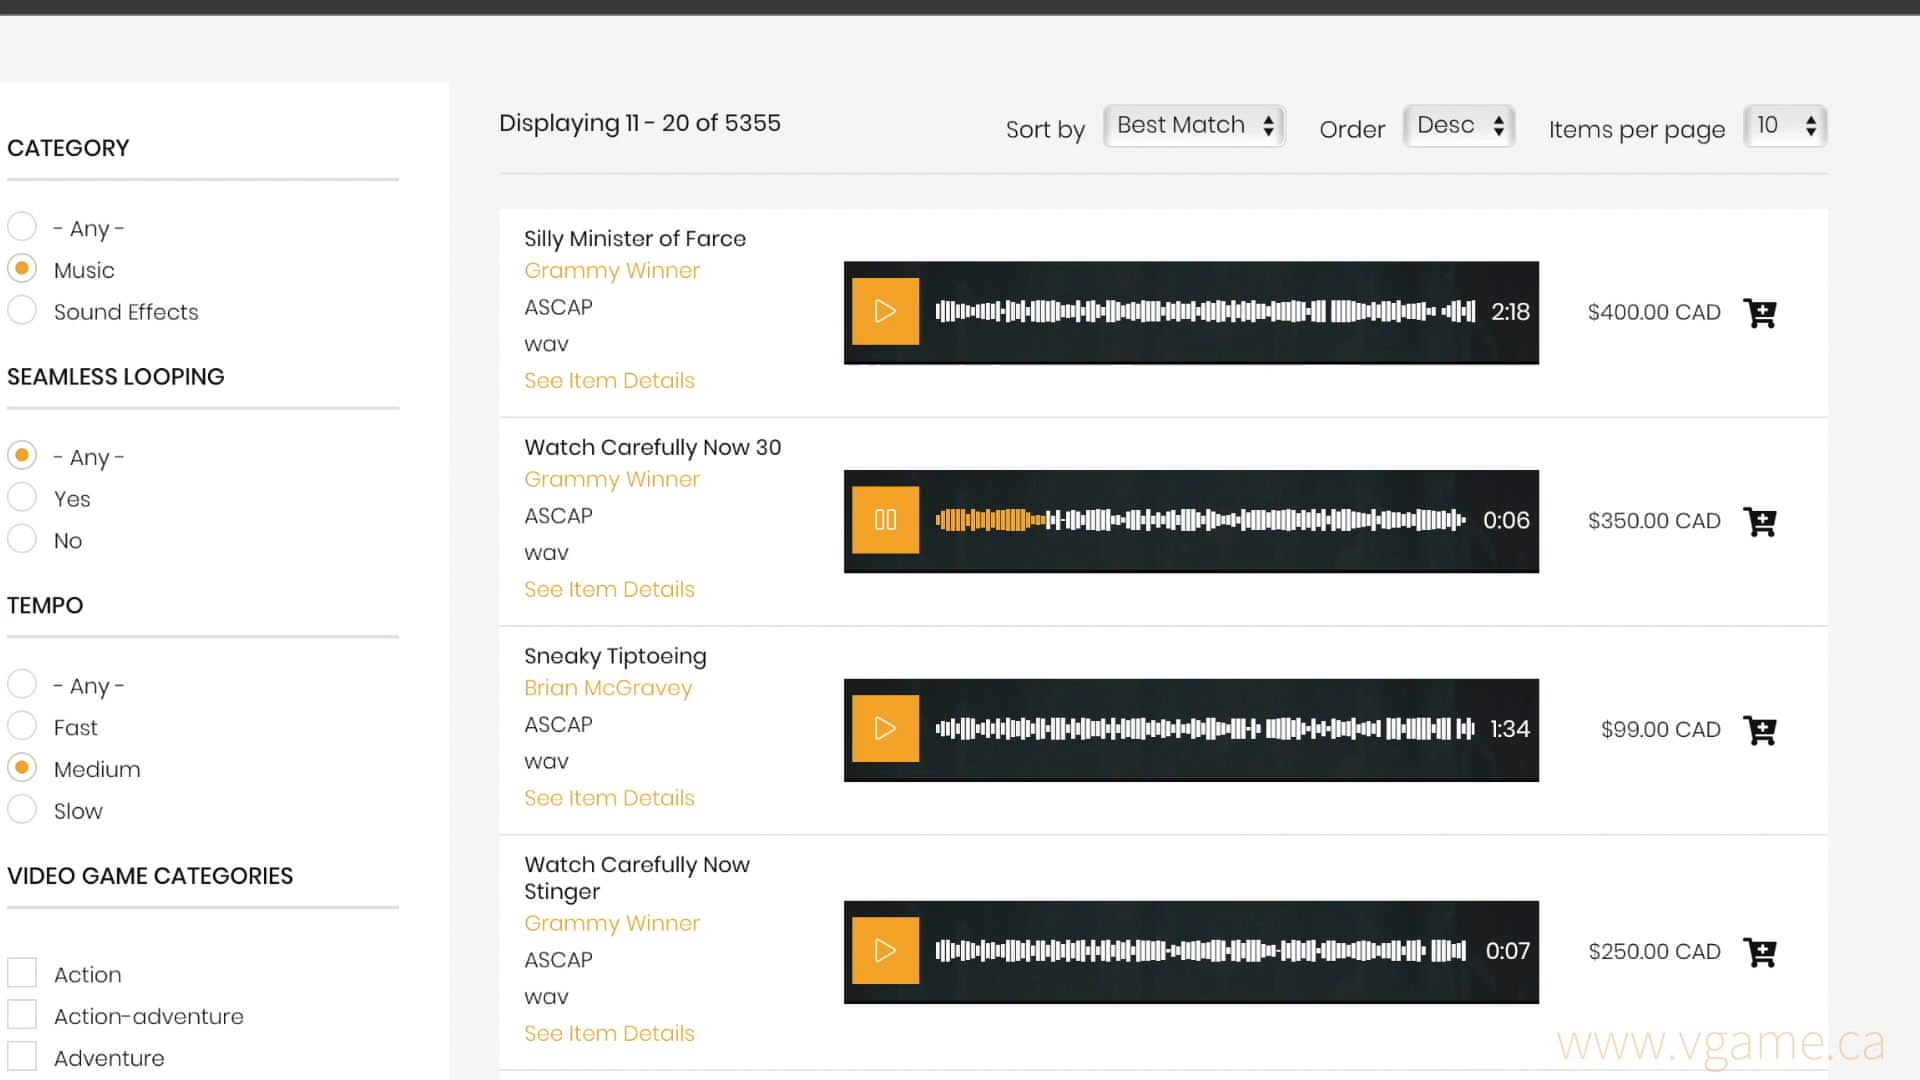 CATEGORY
- Any -
Music
Sound Effects
SEAMLESS LOOPING
- Any -
Yes
No
TEMPO
- Any -
Fast
Medium
Slow
VIDEO GAME CATEGORIES
Action
Action-adventure
Adventure
Displaying 11 - 20 of 5355
Sort by Best Match Order Desc Items per page 10
Silly Minister of Farce
Grammy Winner
ASCAP
wav
See Item Details
2:18 $400.00 CAD
Watch Carefully Now 30
Grammy Winner
ASCAP
wav
See Item Details
0:06 $350.00 CAD
Sneaky Tiptoeing
Brian McGravey
ASCAP
wav
See Item Details
1:34 $99.00 CAD
Watch Carefully Now
Stinger
Grammy Winner
ASCAP
wav
See Item Details
0:07 $250.00 CAD
www.vgame.ca